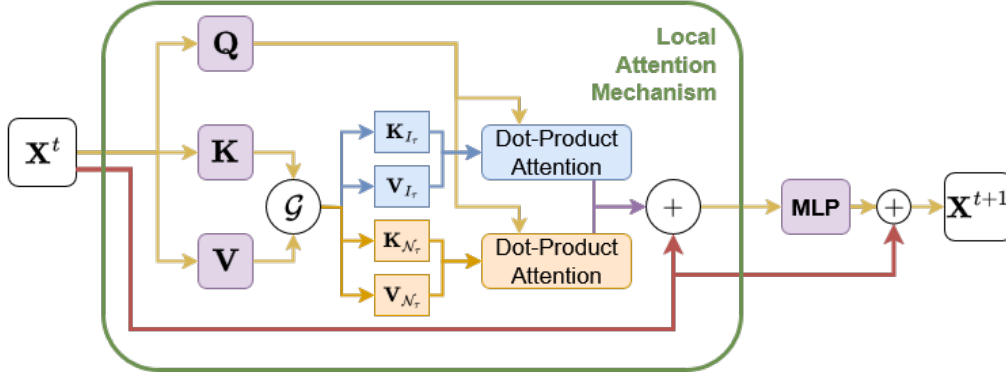 Local
Attention
Mechanism
X^t
Q
K
V
𝒢
K_{I_τ}
V_{I_τ}
K_{𝒩_τ}
V_{𝒩_τ}
Dot-Product
Attention
Dot-Product
Attention
+
MLP
+
X^{t+1}